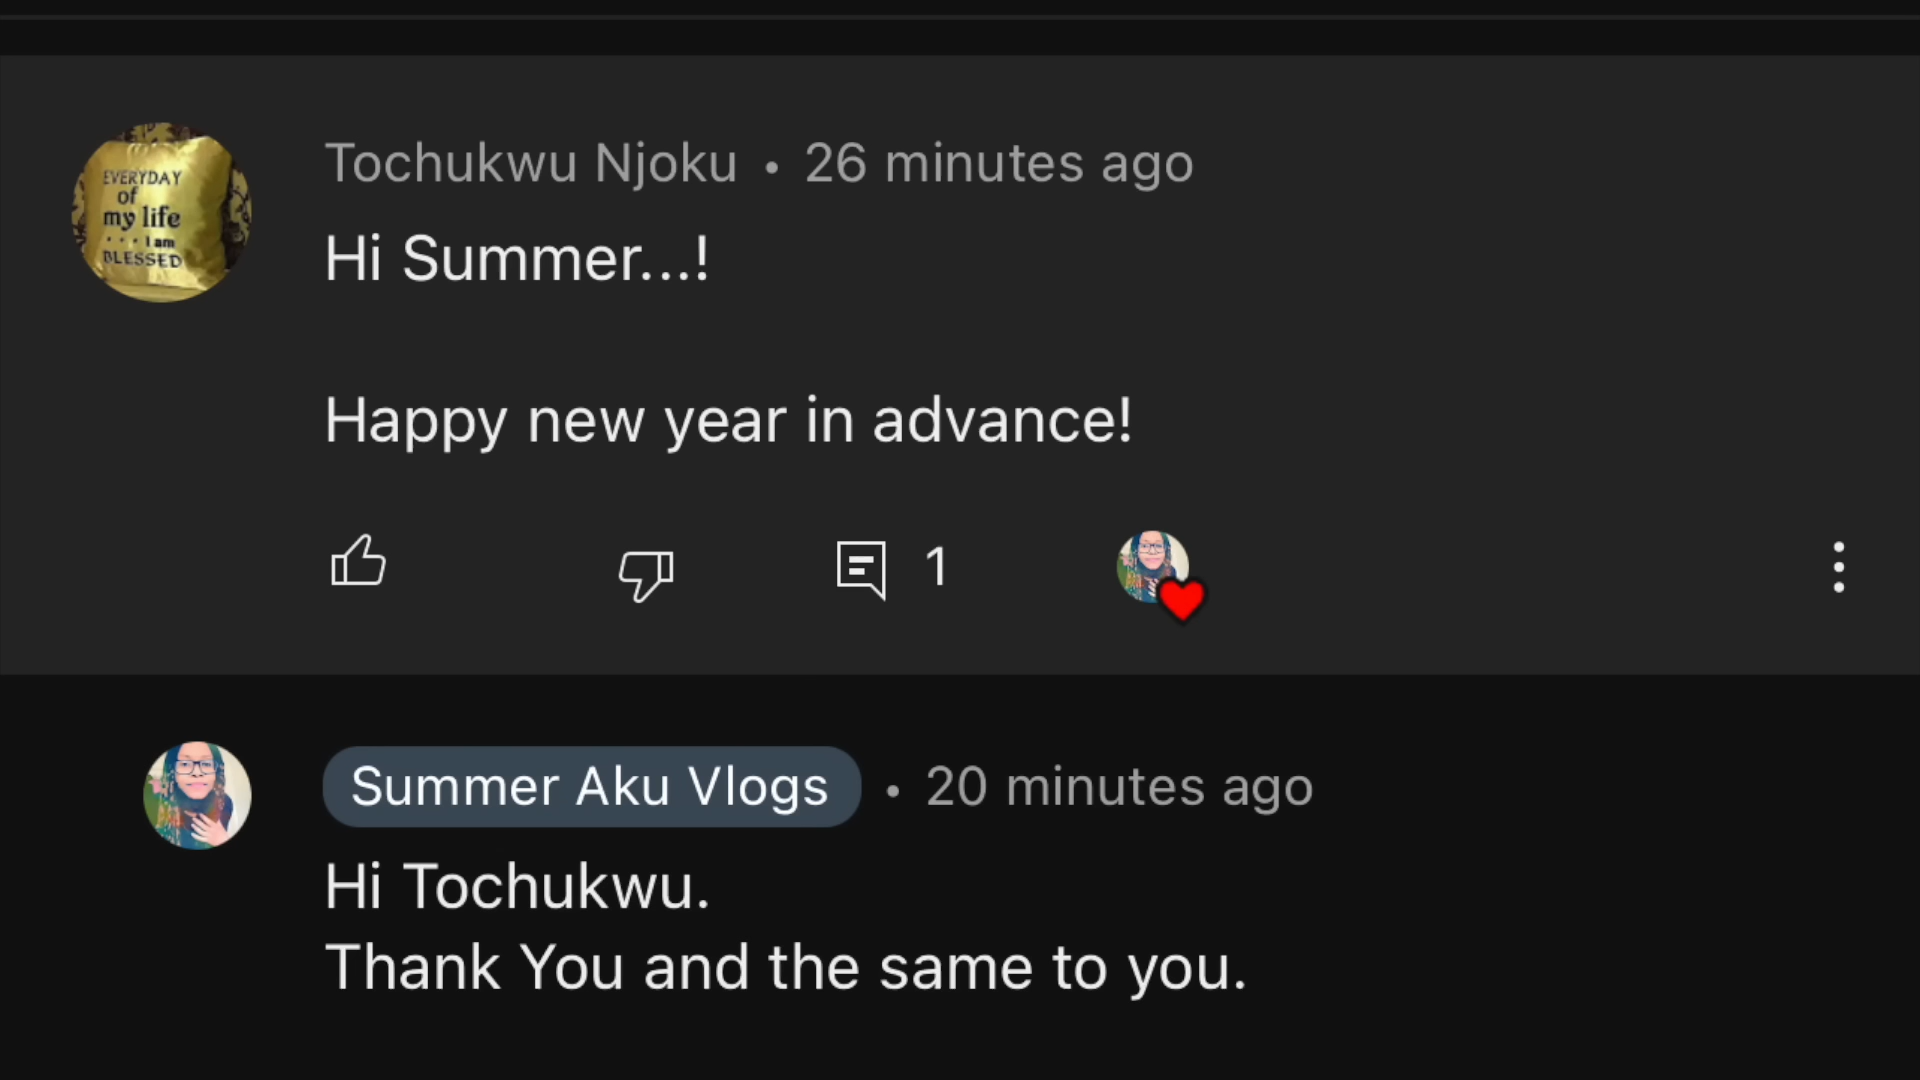 EVERYDAY
of
my life
... I am
BLESSED
Tochukwu Njoku • 26 minutes ago
Hi Summer...!
Happy new year in advance!
1
Summer Aku Vlogs • 20 minutes ago
Hi Tochukwu.
Thank You and the same to you.